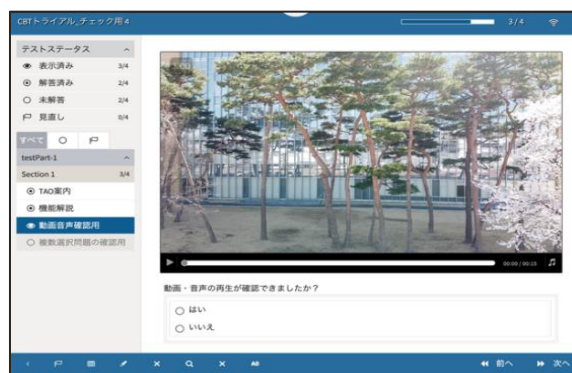 CBTトライアル_チェック用4
3/4
テストステータス
表示済み 3/4
解答済み 2/4
未解答 2/4
見直し 0/4
すべて
testPart-1
Section 1 3/4
TAO案内
機能解説
動画音声確認用
複数選択問題の確認用
00:00 / 00:15
動画・音声の再生が確認できましたか？
はい
いいえ
前へ 次へ